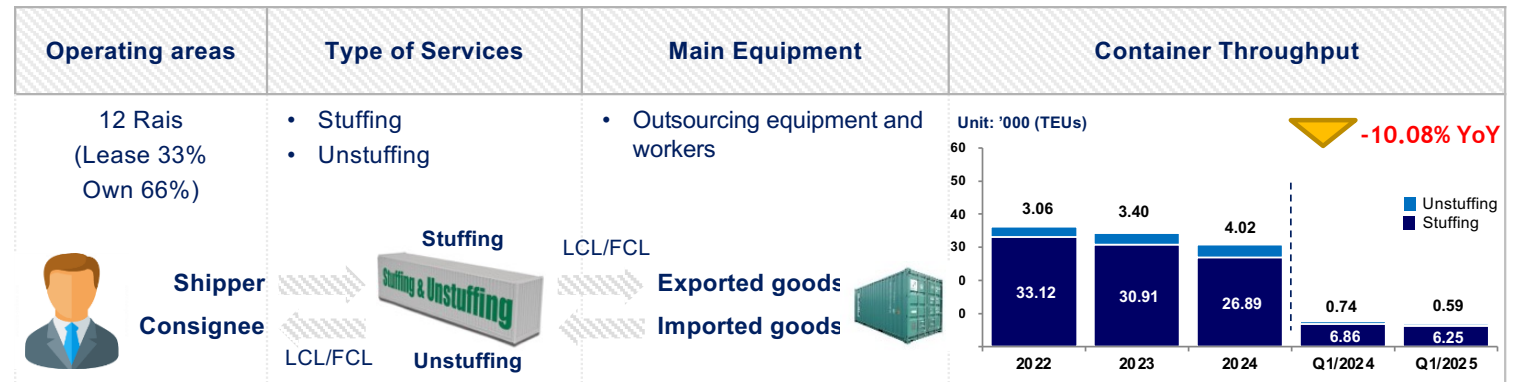 Operating areas
Type of Services
Main Equipment
Container Throughput
12 Rais
(Lease 33%
Own 66%)
• Stuffing
• Unstuffing
• Outsourcing equipment and
workers
Shipper
Consignee
LCL/FCL
Stuffing
Stuffing & Unstuffing
Unstuffing
LCL/FCL
Exported goods
Imported goods
Unit: ’000 (TEUs)
-10.08% YoY
60
50
40
30
0
0
Unstuffing
Stuffing
3.06
3.40
4.02
0.74
0.59
33.12
30.91
26.89
6.86
6.25
2022
2023
2024
Q1/2024
Q1/2025